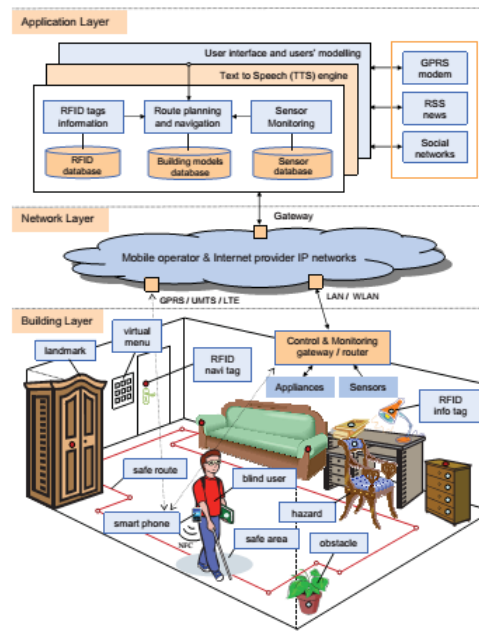 Application Layer
User interface and users' modelling
Text to Speech (TTS) engine
RFID tags
information
Route planning
and navigation
Sensor
Monitoring
RFID
database
Building models
database
Sensor
database
GPRS
modem
RSS
news
Social
networks
Network Layer
Gateway
Mobile operator & Internet provider IP networks
GPRS / UMTS / LTE
LAN / WLAN
Building Layer
virtual
menu
landmark
RFID
navi tag
Control & Monitoring
gateway / router
Appliances
Sensors
RFID
info tag
safe route
blind user
smart phone
hazard
NFC
safe area
obstacle